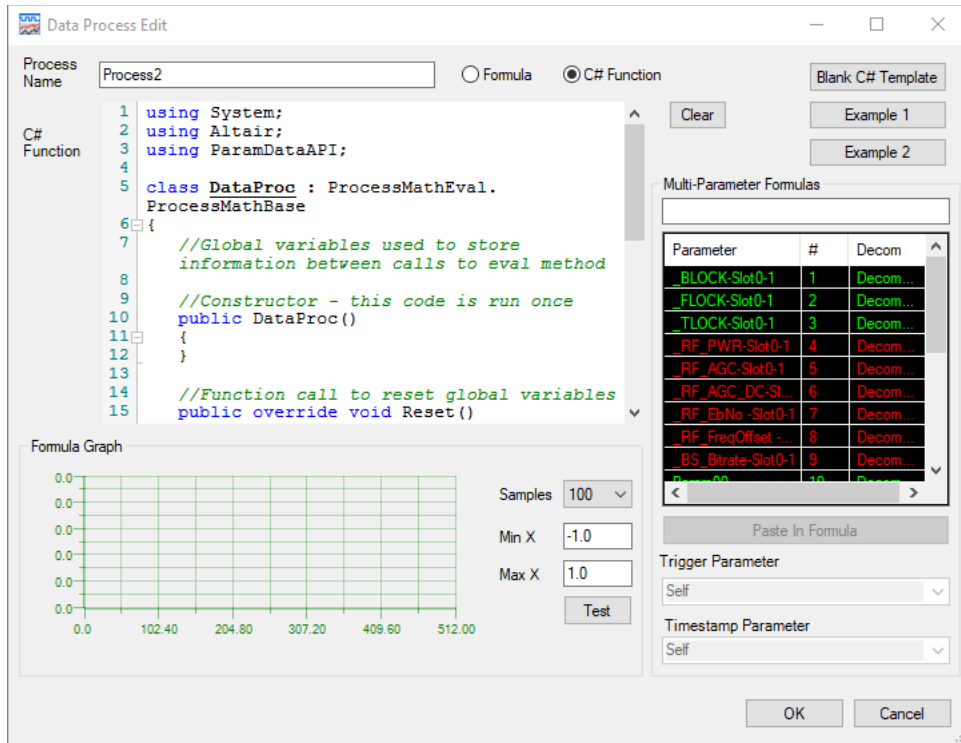 Data Process Edit
Process Name
Process2
Formula
C# Function
Blank C# Template
C# Function
Clear
Example 1
Example 2
1 using System;
2 using Altair;
3 using ParamDataAPI;
4
5 class DataProc : ProcessMathEval.
ProcessMathBase
6 {
7 //Global variables used to store
information between calls to eval method
8
9 //Constructor - this code is run once
10 public DataProc()
11 {
12 }
13
14 //Function call to reset global variables
15 public override void Reset()
Multi-Parameter Formulas
Parameter # Decom
_BLOCK-Slot0-1 1 Decom...
_FLOCK-Slot0-1 2 Decom...
_TLOCK-Slot0-1 3 Decom...
_RF_PWR-Slot0-1 4 Decom...
_RF_AGC-Slot0-1 5 Decom...
_RF_AGC_DC-Sl... 6 Decom...
_RF_EbNo -Slot0-1 7 Decom...
_RF_FreqOffset -... 8 Decom...
_BS_Bitrate-Slot0-1 9 Decom...
Paste In Formula
Trigger Parameter
Self
Timestamp Parameter
Self
Formula Graph
0.0
0.0
0.0
0.0
0.0
0.0
0.0 102.40 204.80 307.20 409.60 512.00
Samples 100
Min X -1.0
Max X 1.0
Test
OK
Cancel